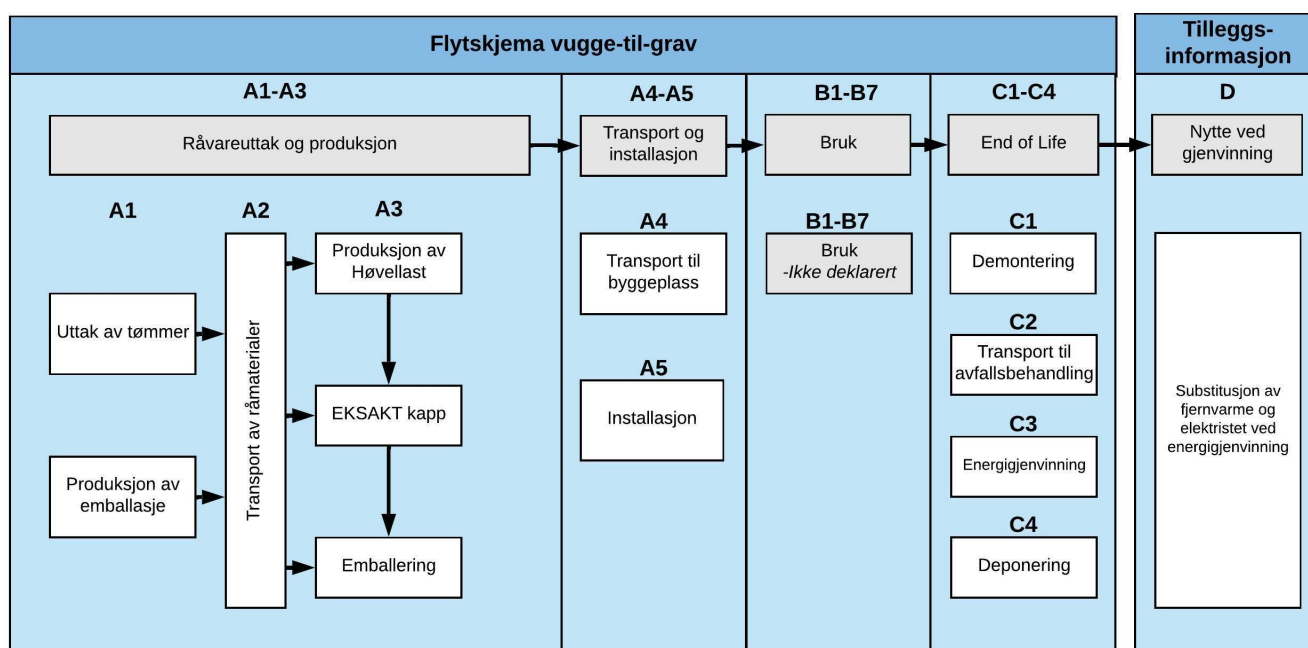 Flytskjema vugge-til-grav
Tilleggs-
informasjon
A1-A3
A4-A5
B1-B7
C1-C4
D
Råvareuttak og produksjon
Transport og
installasjon
Bruk
End of Life
Nytte ved
gjenvinning
A1
A2
A3
Uttak av tømmer
Produksjon av
emballasje
Transport av råmaterialer
Produksjon av
Høvellast
EKSAKT kapp
Emballering
A4
Transport til
byggeplass
A5
Installasjon
B1-B7
Bruk
-Ikke deklarert
C1
Demontering
C2
Transport til
avfallsbehandling
C3
Energigjenvinning
C4
Deponering
Substitusjon av
fjernvarme og
elektristet ved
energigjenvinning